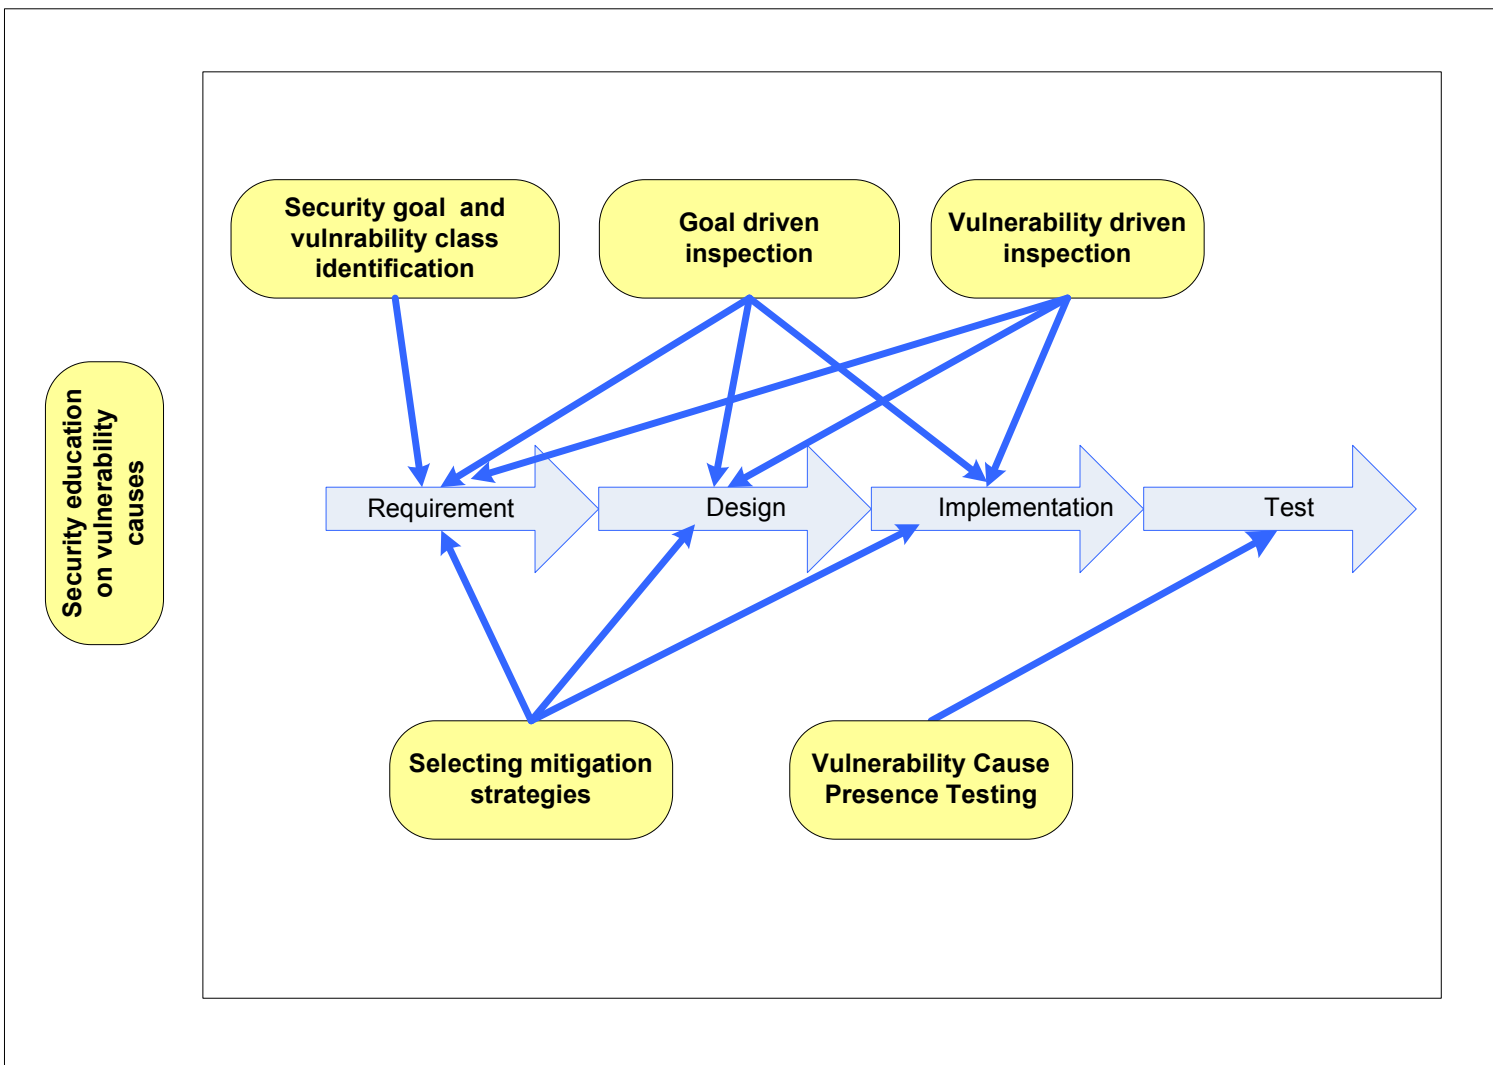 Security goal and
vulnrability class
identification
Goal driven
inspection
Vulnerability driven
inspection
Security education
on vulnerability
causes
Requirement
Design
Implementation
Test
Selecting mitigation
strategies
Vulnerability Cause
Presence Testing